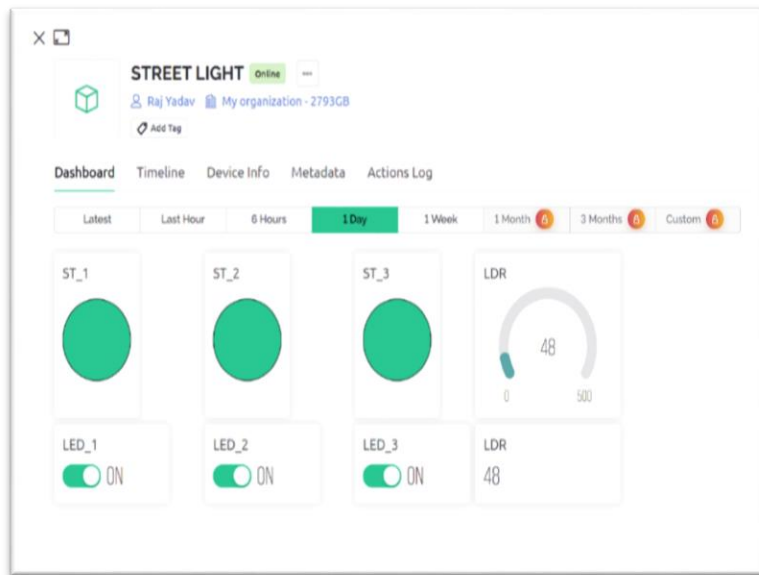 STREET LIGHT Online
Raj Yadav My organization - 2793GB
Add Tag
Dashboard Timeline Device Info Metadata Actions Log
Latest Last Hour 6 Hours 1 Day 1 Week 1 Month 3 Months Custom
ST_1 ST_2 ST_3 LDR
48
0 500
LED_1 LED_2 LED_3 LDR
ON ON ON 48